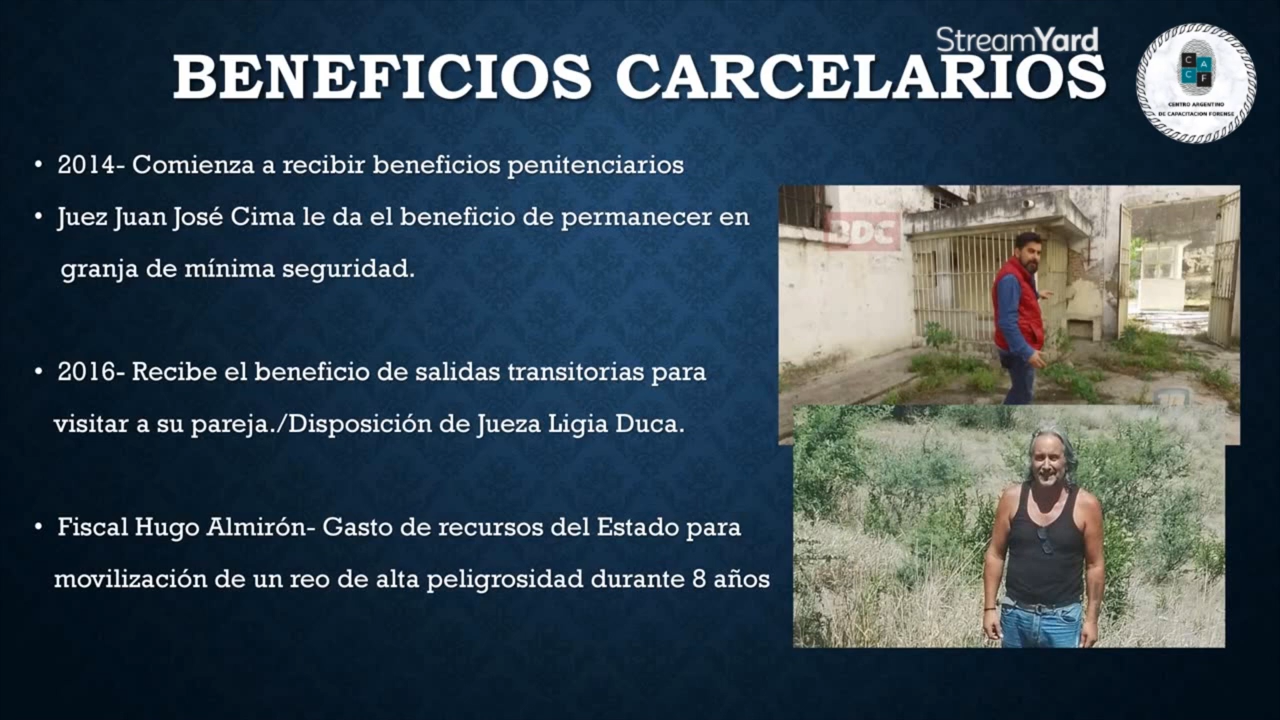 StreamYard
BENEFICIOS CARCELARIOS
C A
C F
CENTRO ARGENTINO
DE CAPACITACION FORENSE
• 2014- Comienza a recibir beneficios penitenciarios
• Juez Juan José Cima le da el beneficio de permanecer en
granja de mínima seguridad.
BDC
• 2016- Recibe el beneficio de salidas transitorias para
visitar a su pareja./Disposición de Jueza Ligia Duca.
• Fiscal Hugo Almirón- Gasto de recursos del Estado para
movilización de un reo de alta peligrosidad durante 8 años